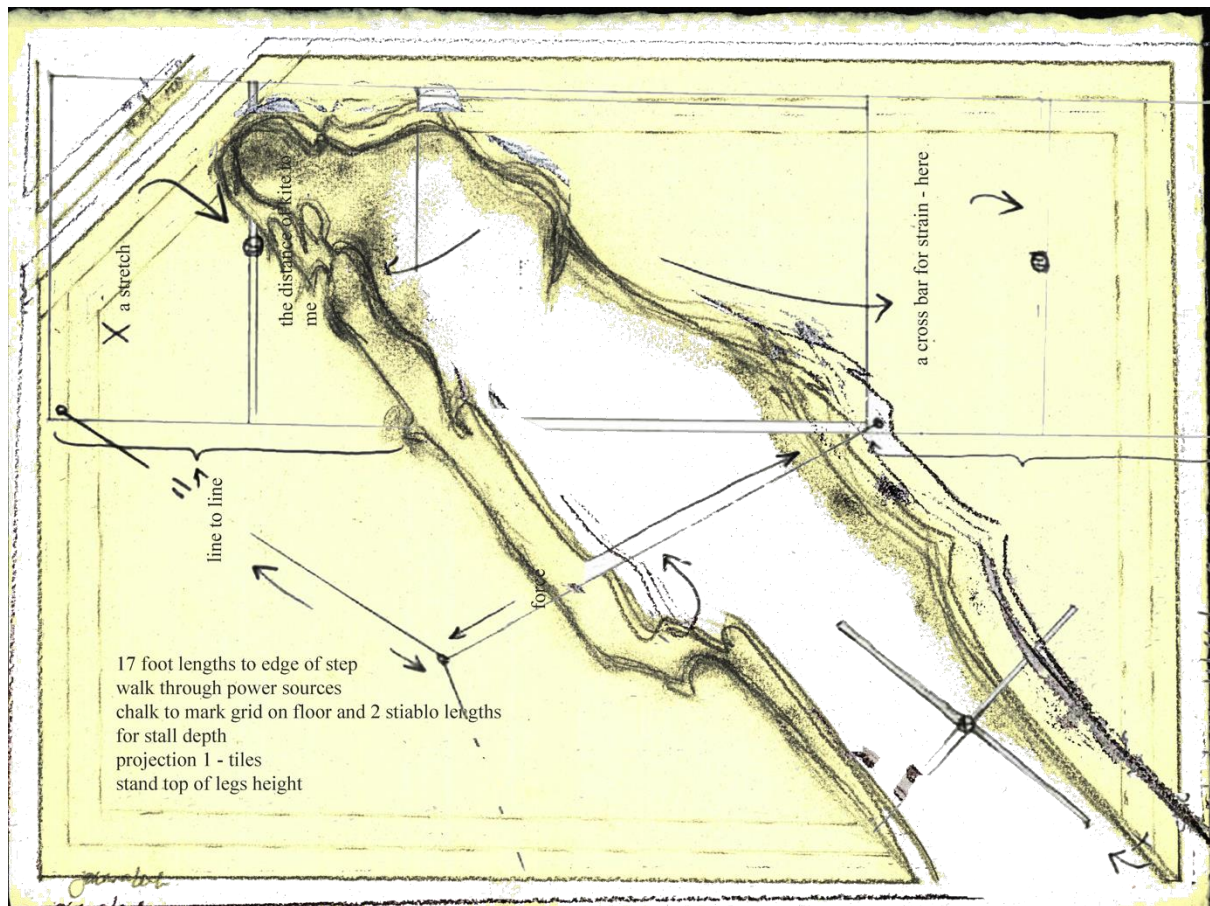 a stretch
the distance of kite to
me
a cross bar for strain - here
line to line
force
17 foot lengths to edge of step
walk through power sources
chalk to mark grid on floor and 2 stiablo lengths
for stall depth
projection 1 - tiles
stand top of legs height